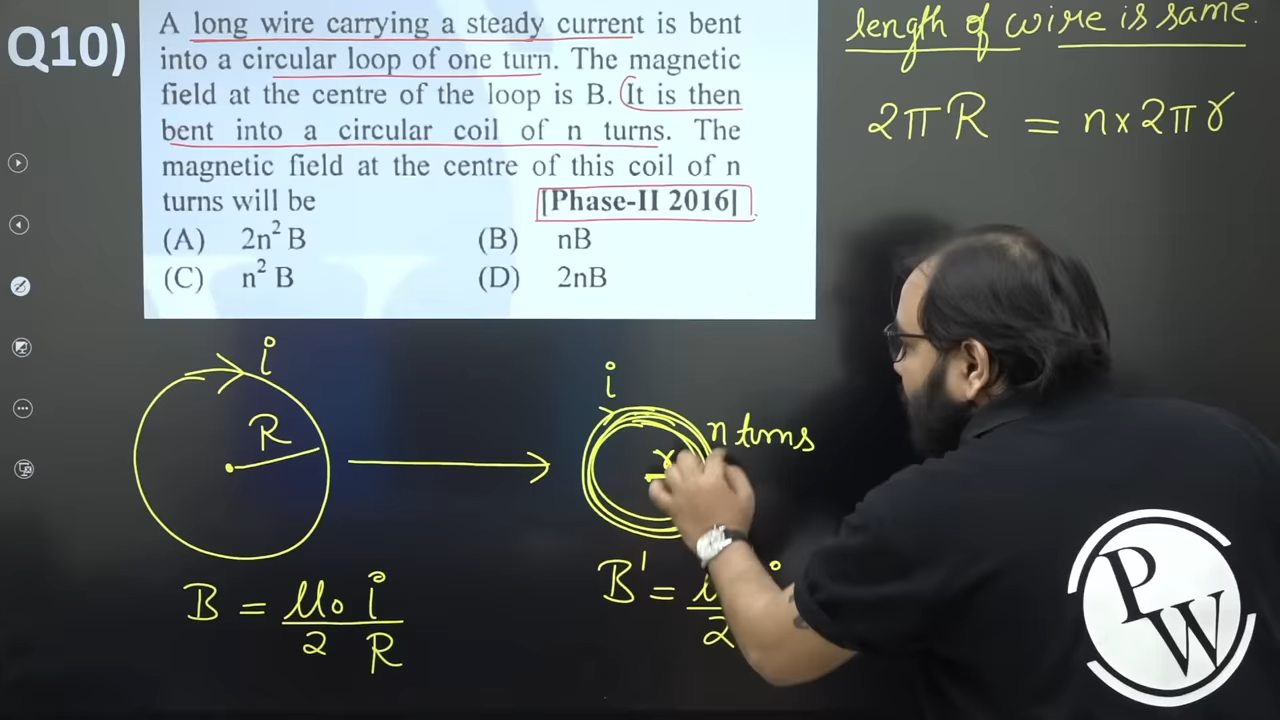 Q10)
A long wire carrying a steady current is bent
into a circular loop of one turn. The magnetic
field at the centre of the loop is B. It is then
bent into a circular coil of n turns. The
magnetic field at the centre of this coil of n
turns will be [Phase-II 2016]
(A) 2n² B (B) nB
(C) n² B (D) 2nB
length of wire is same.
2πR = n×2πr
i
R
i
n turns
r
B = μ₀ i
2 R
B' =
2
i
PW